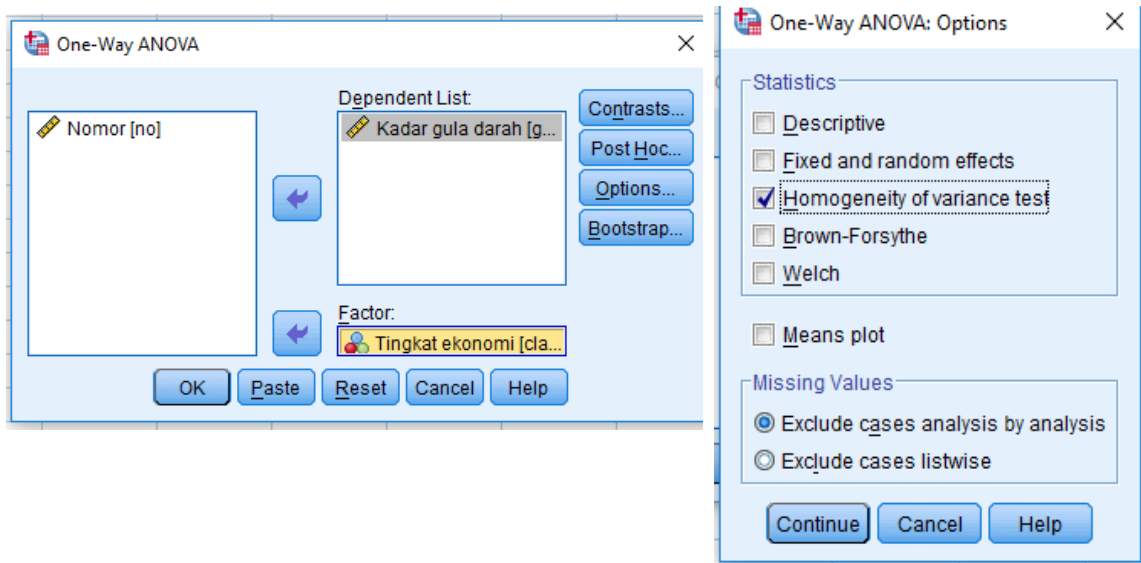 One-Way ANOVA
Nomor [no]
Dependent List:
Kadar gula darah [g...
Contrasts...
Post Hoc...
Options...
Bootstrap...
Factor:
Tingkat ekonomi [cla...
OK
Paste
Reset
Cancel
Help
One-Way ANOVA: Options
Statistics
Descriptive
Fixed and random effects
Homogeneity of variance test
Brown-Forsythe
Welch
Means plot
Missing Values
Exclude cases analysis by analysis
Exclude cases listwise
Continue
Cancel
Help